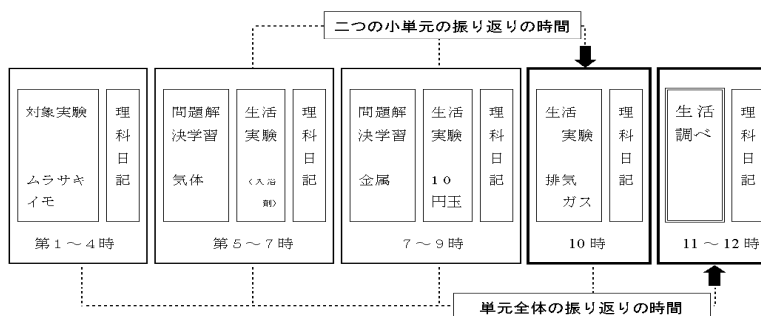 二つの小単元の振り返りの時間
対象実験
ムラサキ
イモ
理科日記
第1～4時
問題解
決学習
気体
生活
実験
（入浴
剤）
理科日記
第5～7時
問題解
決学習
金属
生活
実験
10
円玉
理科日記
7～9時
生活
実験
排気
ガス
理科日記
10時
生活
調べ
理科日記
11～12時
単元全体の振り返りの時間